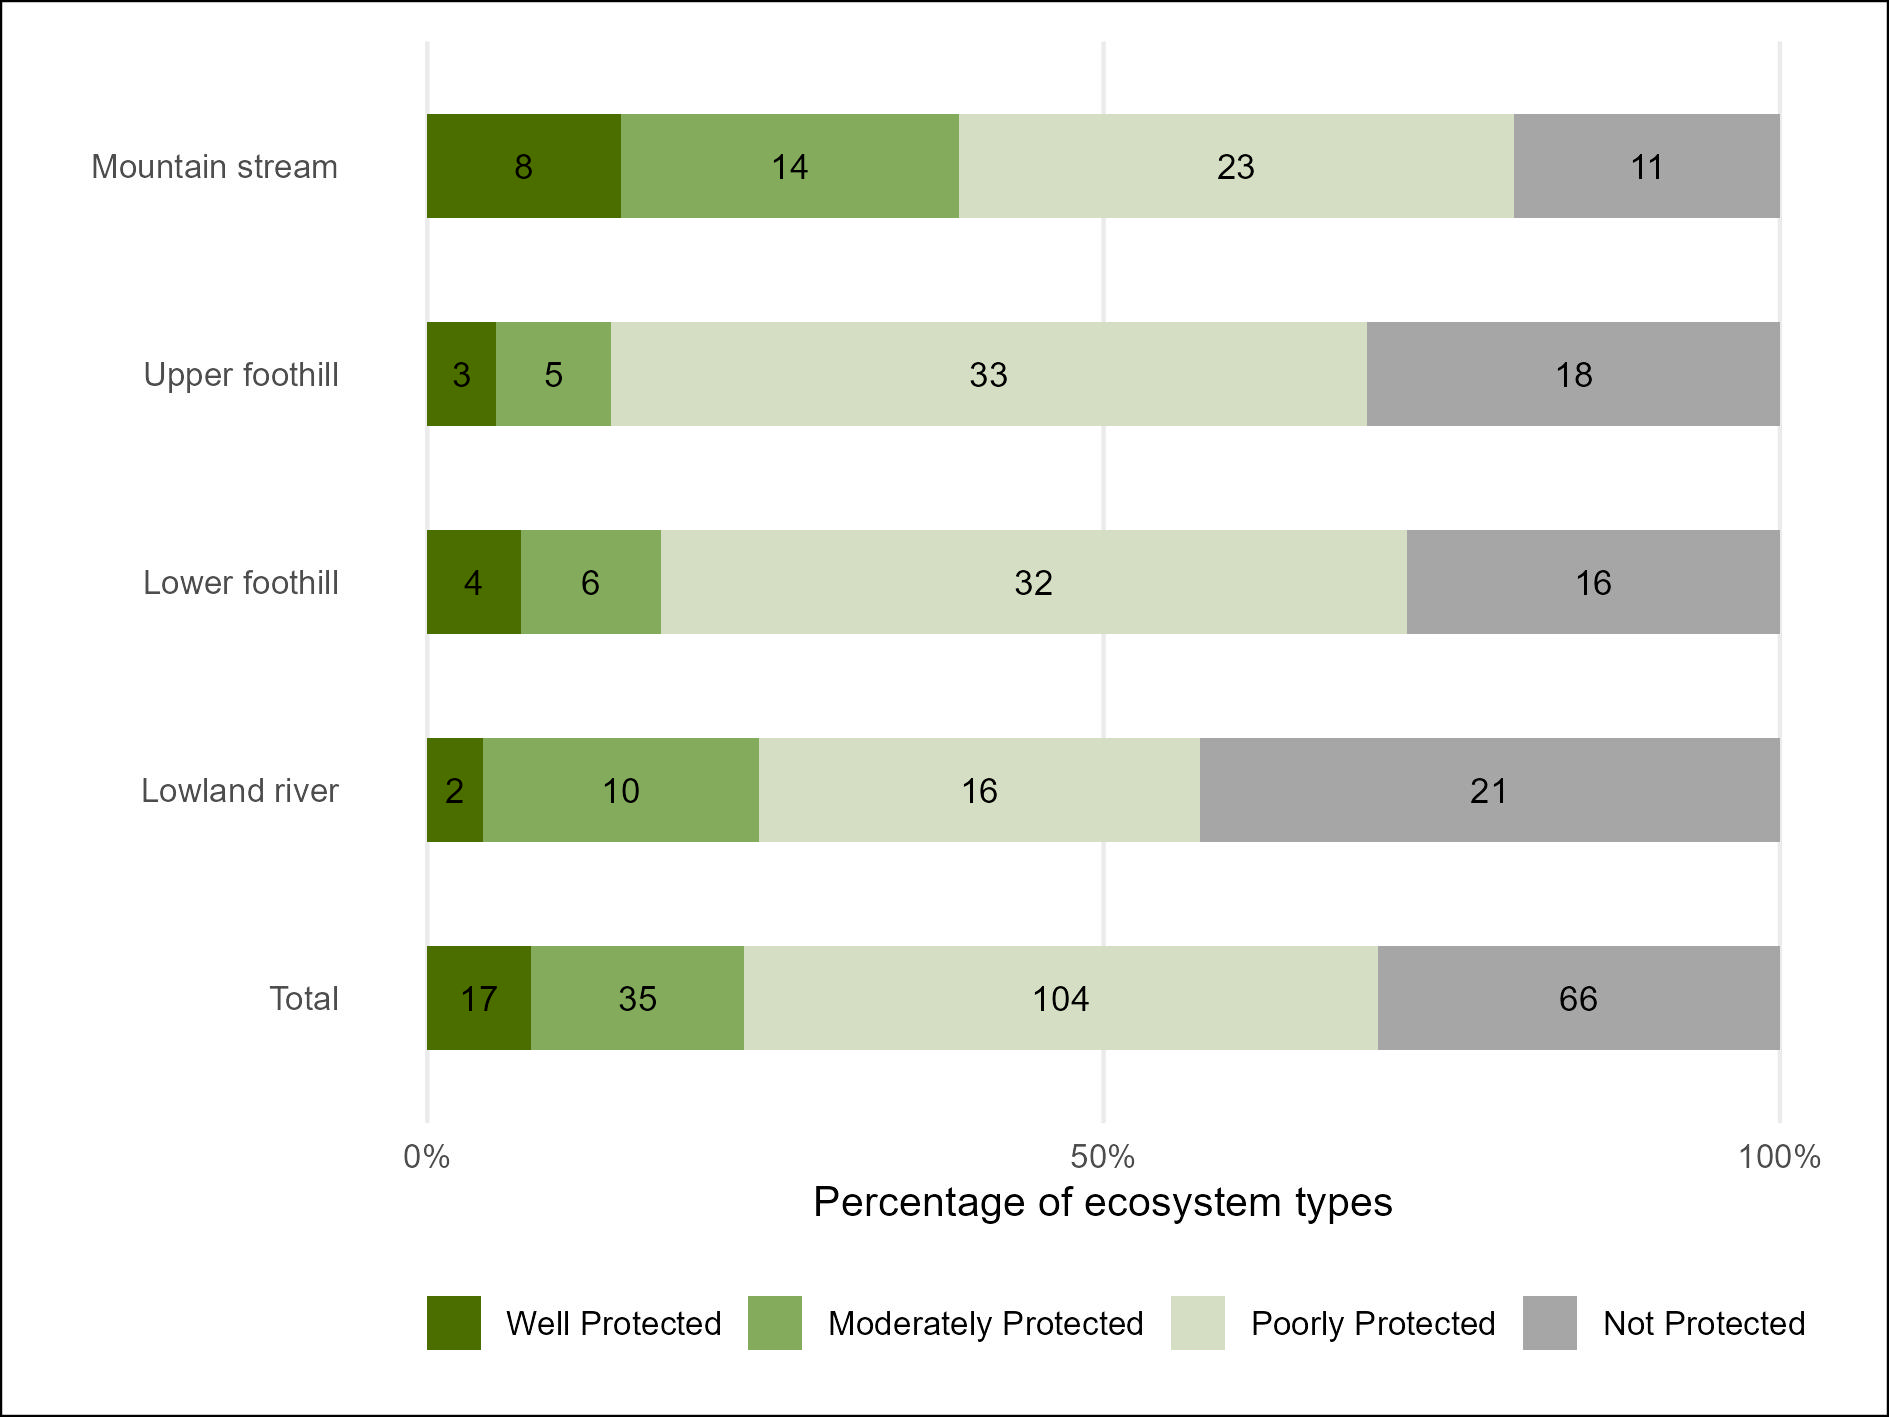 Mountain stream 8 14 23 11
Upper foothill 3 5 33 18
Lower foothill 4 6 32 16
Lowland river 2 10 16 21
Total 17 35 104 66
0% 50% 100%
Percentage of ecosystem types
Well Protected Moderately Protected Poorly Protected Not Protected